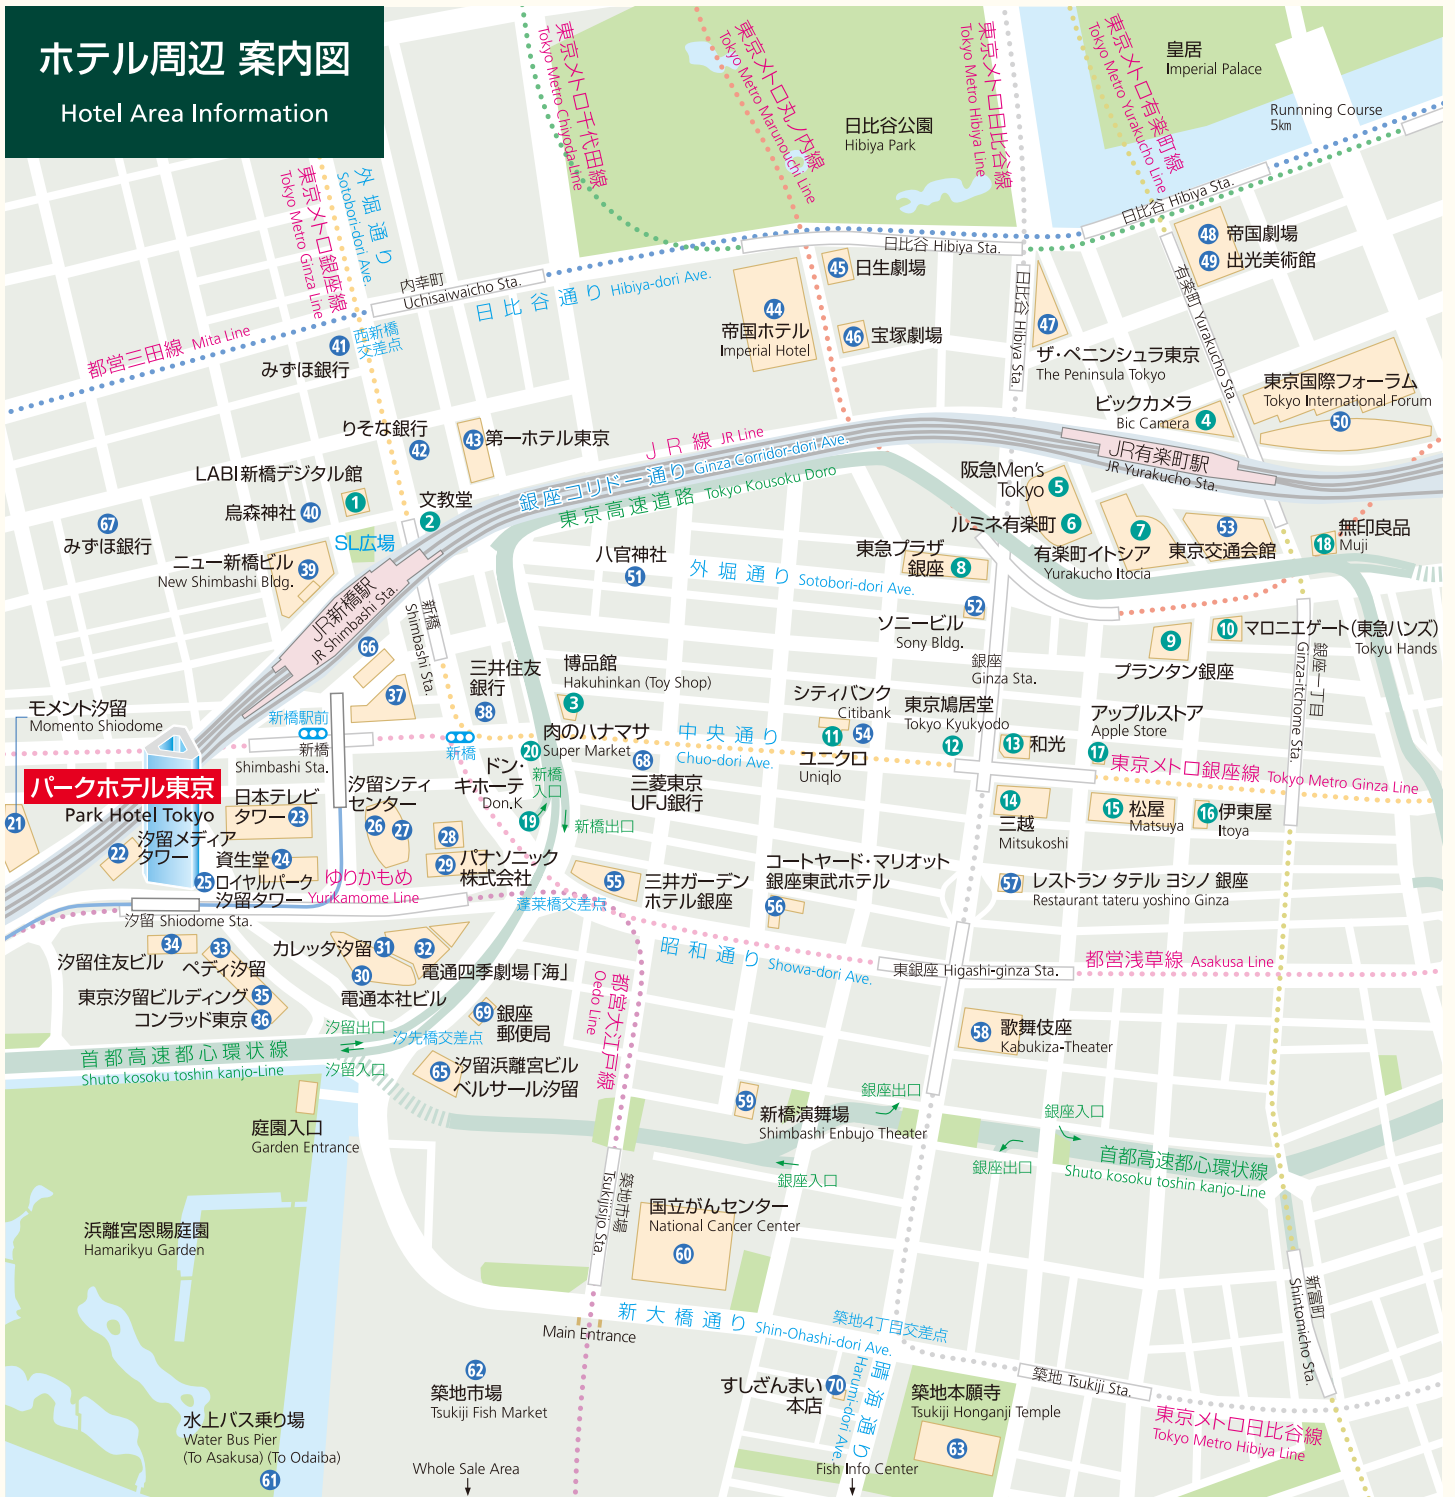 ホテル周辺 案内図
Hotel Area Information
東京メトロ千代田線
Tokyo Metro Chiyoda Line
東京メトロ丸ノ内線
Tokyo Metro Marunouchi Line
東京メトロ日比谷線
Tokyo Metro Hibiya Line
東京メトロ有楽町線
Tokyo Metro Yurakucho Line
皇居
Imperial Palace
Runnning Course
5km
日比谷公園
Hibiya Park
東京メトロ銀座線
Tokyo Metro Ginza Line
外堀通り
Sotobori-dori Ave.
日比谷 Hibiya Sta.
日比谷 Hibiya Sta.
日比谷 Hibiya Sta.
48 帝国劇場
49 出光美術館
45 日生劇場
内幸町
Uchisaiwaicho Sta.
日比谷通り Hibiya-dori Ave.
有楽町 Yurakucho Sta.
44
帝国ホテル
Imperial Hotel
46 宝塚劇場
47
ザ・ペニンシュラ東京
The Peninsula Tokyo
都営三田線 Mita Line
41
西新橋
交差点
みずほ銀行
東京国際フォーラム
Tokyo International Forum
50
ビックカメラ
Bic Camera 4
りそな銀行
42
43 第一ホテル東京
JR線 JR Line
銀座コリドー通り Ginza Corridor-dori Ave.
東京高速道路 Tokyo Kousoku Doro
JR有楽町駅
JR Yurakucho Sta.
LABI新橋デジタル館
1
烏森神社 40
文教堂
2
67
みずほ銀行
SL広場
ニュー新橋ビル
New Shimbashi Bldg. 39
阪急Men's
Tokyo 5
ルミネ有楽町 6
7
有楽町イトシア
Yurakucho Itocia
53
東京交通会館
18 無印良品
Muji
八官神社
51
外堀通り Sotobori-dori Ave.
東急プラザ
銀座 8
52
ソニービル
Sony Bldg.
JR新橋駅
JR Shimbashi Sta.
新橋
Shimbashi Sta.
9
プランタン銀座
10 マロニエゲート(東急ハンズ)
Tokyu Hands
銀座一丁目
Ginza-itchome Sta.
銀座
Ginza Sta.
66
37
三井住友
銀行
38
博品館
Hakuhinkan (Toy Shop)
3
モメント汐留
Momento Shiodome
新橋駅前
新橋
Shimbashi Sta.
新橋
20 肉のハナマサ
Super Market
中央通り
Chuo-dori Ave.
シティバンク
Citibank
11 54
ユニクロ
Uniqlo
東京鳩居堂
Tokyo Kyukyodo
12
13 和光
アップルストア
Apple Store
17
東京メトロ銀座線 Tokyo Metro Ginza Line
パークホテル東京
Park Hotel Tokyo
ドン・
キホーテ
Don.K
19
新橋
入口
新橋出口
68
三菱東京
UFJ銀行
21
日本テレビ
タワー 23
汐留シティ
センター
26 27
28
29 パナソニック
株式会社
14
三越
Mitsukoshi
15 松屋
Matsuya
16 伊東屋
Itoya
22
汐留メディア
タワー
資生堂 24
25 ロイヤルパーク
汐留タワー
ゆりかもめ
Yurikamome Line
汐留 Shiodome Sta.
55 三井ガーデン
ホテル銀座
蓬莱橋交差点
コートヤード・マリオット
銀座東武ホテル
56
57 レストラン タテル ヨシノ 銀座
Restaurant tateru yoshino Ginza
34
汐留住友ビル
33
ペディ汐留
カレッタ汐留 31
32
30
電通四季劇場「海」
電通本社ビル
昭和通り Showa-dori Ave.
東銀座 Higashi-ginza Sta.
都営浅草線 Asakusa Line
東京汐留ビルディング 35
コンラッド東京 36
69 銀座
郵便局
都営大江戸線
Oedo Line
58 歌舞伎座
Kabukiza-Theater
汐留出口
汐先橋交差点
首都高速都心環状線
Shuto kosoku toshin kanjo-Line
汐留入口
65 汐留浜離宮ビル
ベルサール汐留
59
新橋演舞場
Shimbashi Enbujo Theater
銀座出口
銀座入口
銀座入口
銀座出口
首都高速都心環状線
Shuto kosoku toshin kanjo-Line
庭園入口
Garden Entrance
築地市場
Tsukijisijo Sta.
国立がんセンター
National Cancer Center
60
浜離宮恩賜庭園
Hamarikyu Garden
新富町
Shintomicho Sta.
新大橋通り Shin-Ohashi-dori Ave.
築地4丁目交差点
Main Entrance
62
築地市場
Tsukiji Fish Market
晴海通り
Harumi-dori Ave.
すしざんまい 70
本店
築地本願寺
Tsukiji Honganji Temple
63
築地 Tsukiji Sta.
東京メトロ日比谷線
Tokyo Metro Hibiya Line
水上バス乗り場
Water Bus Pier
(To Asakusa) (To Odaiba)
61
Whole Sale Area
Fish Info Center